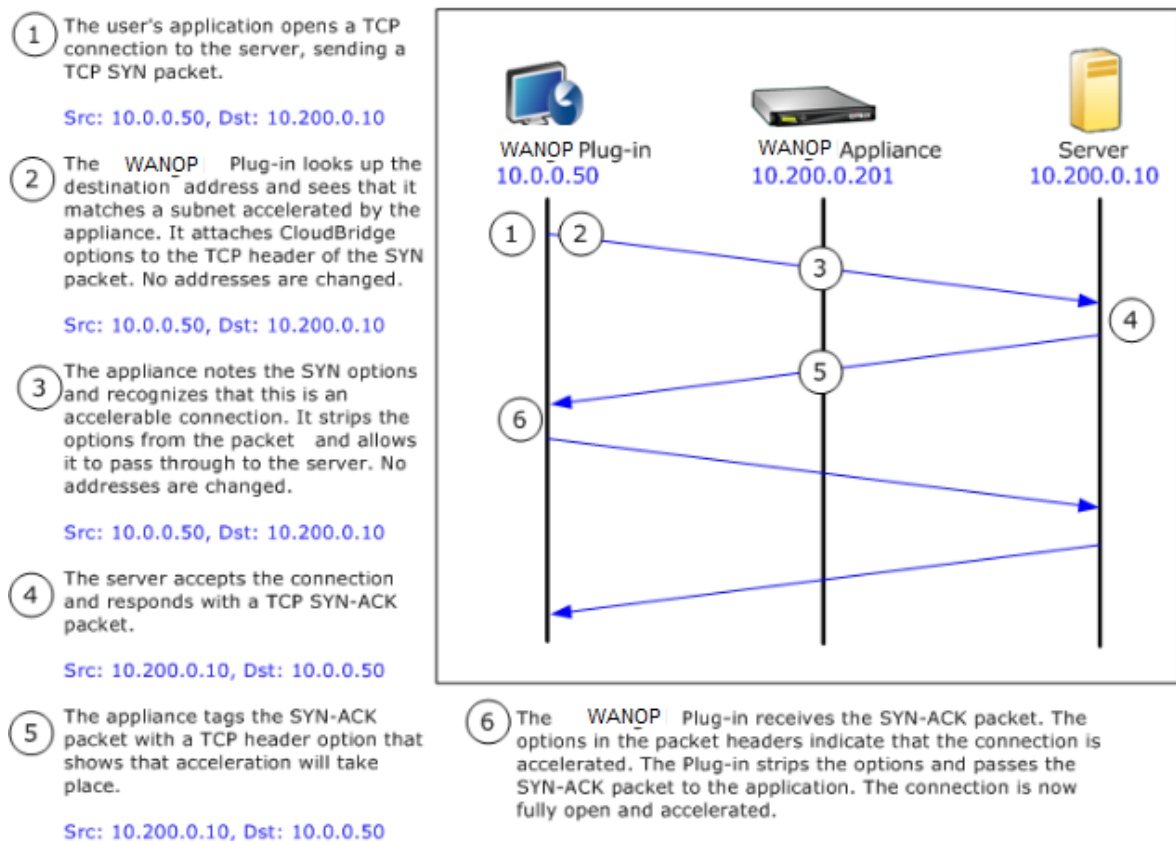 1
The user's application opens a TCP
connection to the server, sending a
TCP SYN packet.
Src: 10.0.0.50, Dst: 10.200.0.10
2
The WANOP Plug-in looks up the
destination address and sees that it
matches a subnet accelerated by the
appliance. It attaches CloudBridge
options to the TCP header of the SYN
packet. No addresses are changed.
Src: 10.0.0.50, Dst: 10.200.0.10
3
The appliance notes the SYN options
and recognizes that this is an
accelerable connection. It strips the
options from the packet and allows
it to pass through to the server. No
addresses are changed.
Src: 10.0.0.50, Dst: 10.200.0.10
4
The server accepts the connection
and responds with a TCP SYN-ACK
packet.
Src: 10.200.0.10, Dst: 10.0.0.50
5
The appliance tags the SYN-ACK
packet with a TCP header option that
shows that acceleration will take
place.
Src: 10.200.0.10, Dst: 10.0.0.50
WANOP Plug-in
10.0.0.50
WANOP Appliance
10.200.0.201
Server
10.200.0.10
1 2
3
4
5
6
6
The WANOP Plug-in receives the SYN-ACK packet. The
options in the packet headers indicate that the connection is
accelerated. The Plug-in strips the options and passes the
SYN-ACK packet to the application. The connection is now
fully open and accelerated.